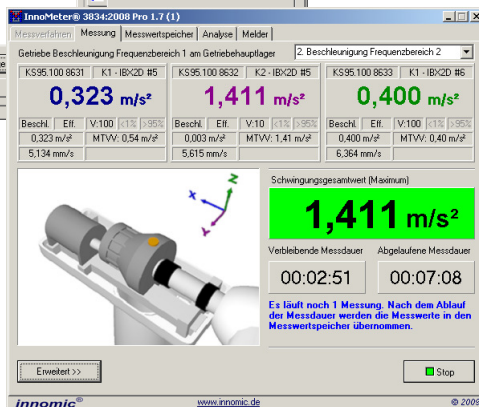 InnoMeter® 3834:2008 Pro 1.7 (1)
Messverfahren Messung Messwertspeicher Analyse Melder
Getriebe Beschleunigung Frequenzbereich 1 am Getriebehauptlager 2. Beschleunigung Frequenzbereich 2
KS95.100 8631 K1 - IBX2D #5 KS95.100 8632 K2 - IBX2D #5 KS95.100 8633 K1 - IBX2D #6
0,323 m/s² 1,411 m/s² 0,400 m/s²
Beschl. Eff. V:100 <1% >95% Beschl. Eff. V:10 <1% >95% Beschl. Eff. V:100 <1% >95%
0,323 m/s² MTVV: 0,54 m/s² 0,003 m/s² MTVV: 1,41 m/s² 0,400 m/s² MTVV: 0,40 m/s²
5,134 mm/s 5,615 mm/s 6,364 mm/s
X Y Z
Schwingungsgesamtwert (Maximum)
1,411 m/s²
Verbleibende Messdauer Abgelaufene Messdauer
00:02:51 00:07:08
Es läuft noch 1 Messung. Nach dem Ablauf
der Messdauer werden die Messwerte in den
Messwertspeicher übernommen.
Erweitert >> Stop
innomic® www.innomic.de © 2009